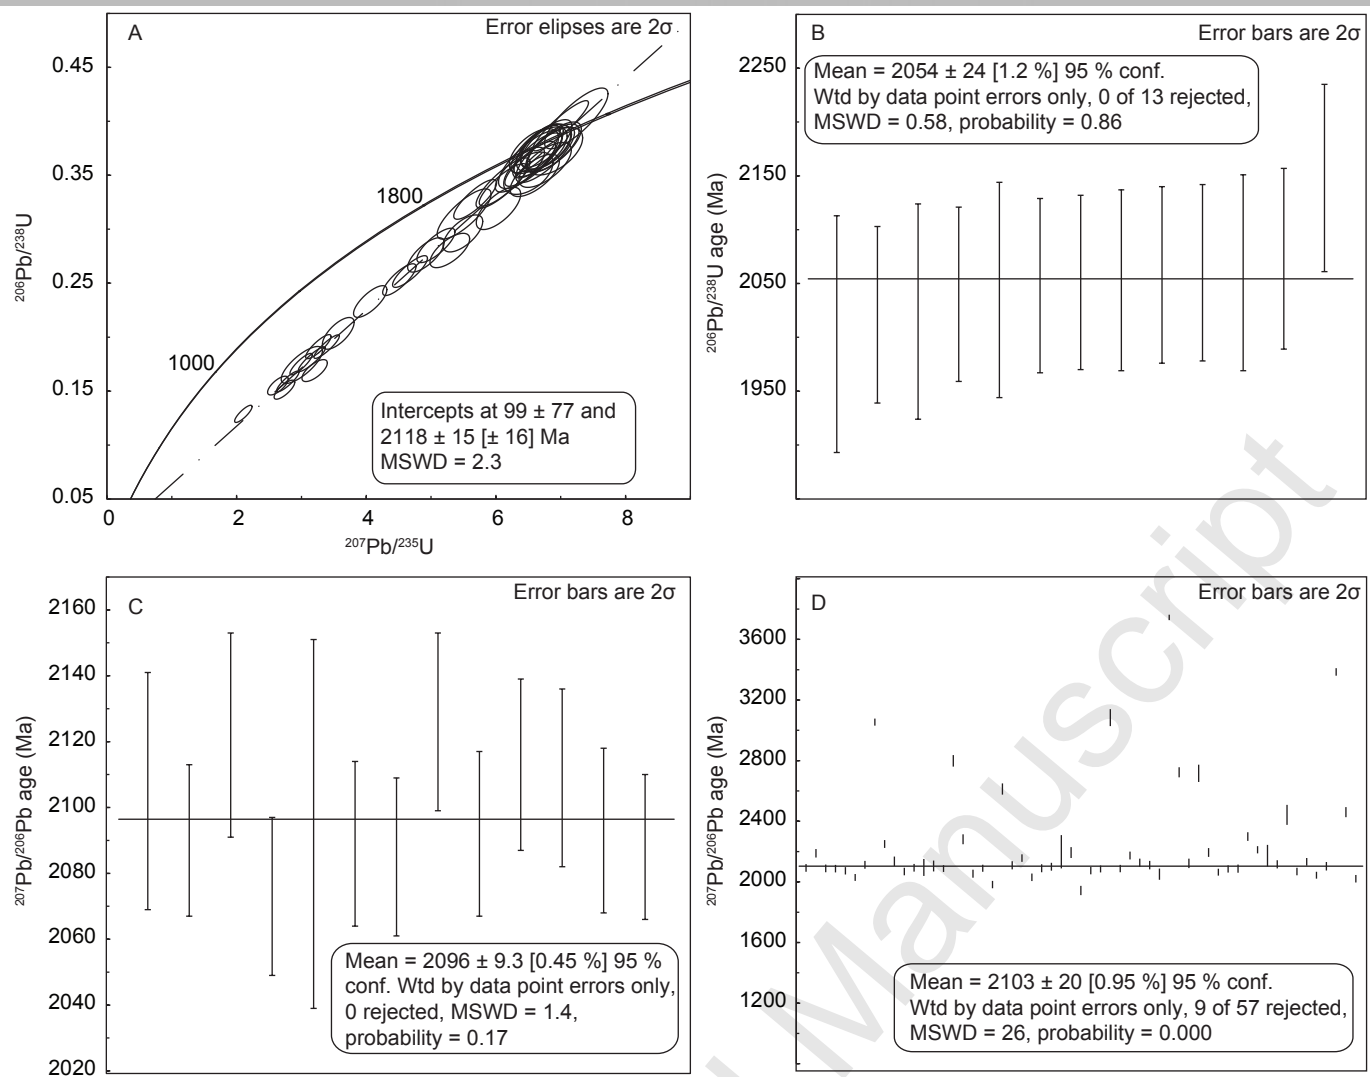 A
Error elipses are 2σ
0.45
0.35
0.25
0.15
0.05
206Pb/238U
1800
1000
Intercepts at 99 ± 77 and
2118 ± 15 [± 16] Ma
MSWD = 2.3
0 2 4 6 8
207Pb/235U
B
Error bars are 2σ
2250
2150
2050
1950
206Pb/238U age (Ma)
Mean = 2054 ± 24 [1.2 %] 95 % conf.
Wtd by data point errors only, 0 of 13 rejected,
MSWD = 0.58, probability = 0.86
C
Error bars are 2σ
2160
2140
2120
2100
2080
2060
2040
2020
207Pb/206Pb age (Ma)
Mean = 2096 ± 9.3 [0.45 %] 95 %
conf. Wtd by data point errors only,
0 rejected, MSWD = 1.4,
probability = 0.17
D
Error bars are 2σ
3600
3200
2800
2400
2000
1600
1200
207Pb/206Pb age (Ma)
Mean = 2103 ± 20 [0.95 %] 95 % conf.
Wtd by data point errors only, 9 of 57 rejected,
MSWD = 26, probability = 0.000
Manuscript